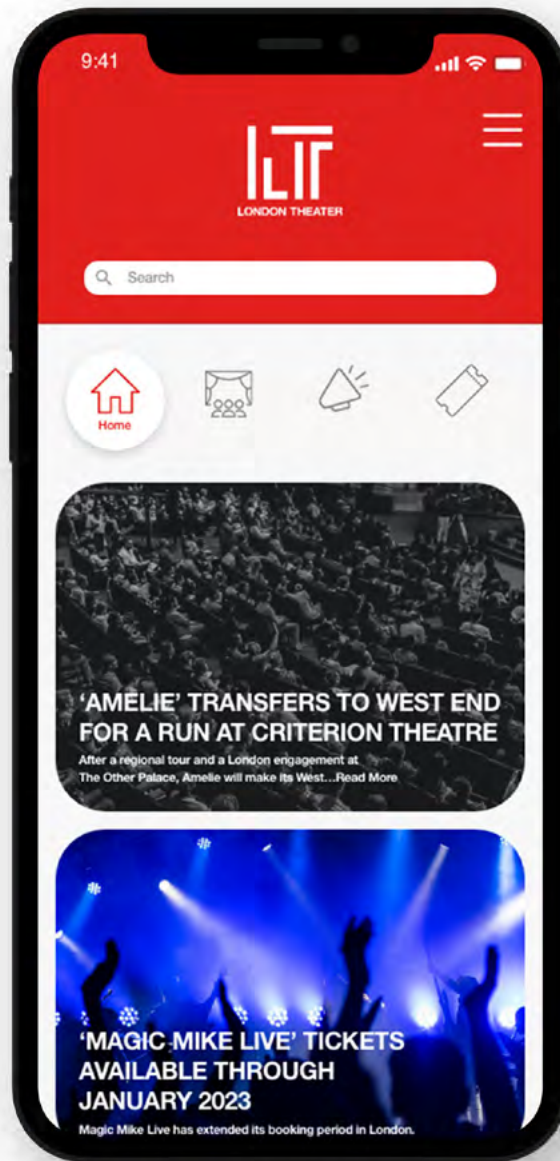 9:41
LONDON THEATER
Search
Home
‘AMELIE’ TRANSFERS TO WEST END
FOR A RUN AT CRITERION THEATRE
After a regional tour and a London engagement at
The Other Palace, Amelie will make its West...Read More
‘MAGIC MIKE LIVE’ TICKETS
AVAILABLE THROUGH
JANUARY 2023
Magic Mike Live has extended its booking period in London.